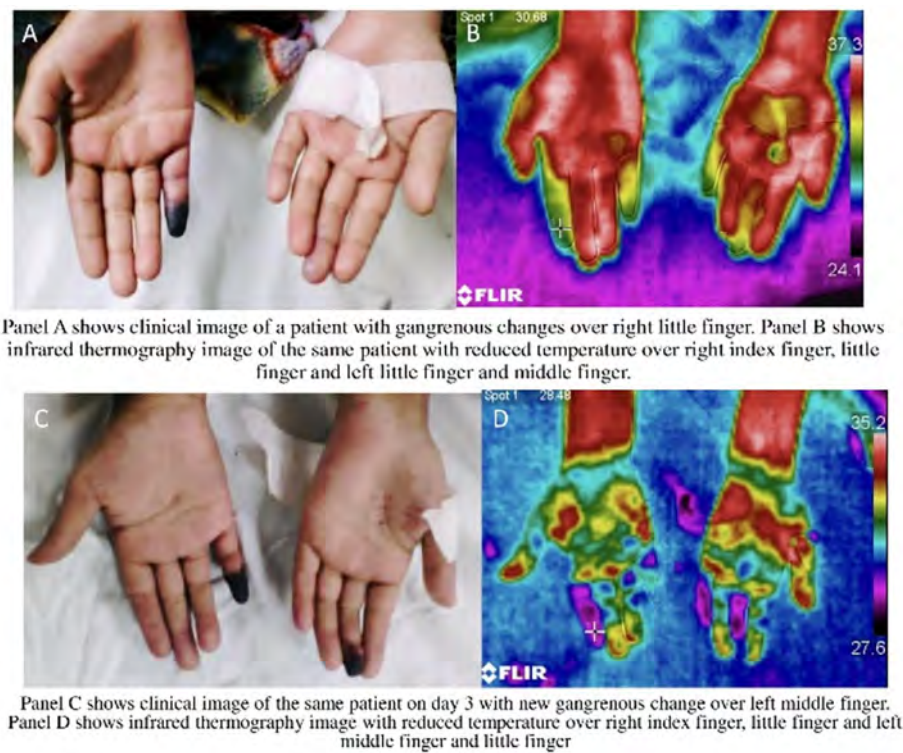 A
Spot 1 30.68
B
37.3
24.1
FLIR
Panel A shows clinical image of a patient with gangrenous changes over right little finger. Panel B shows
infrared thermography image of the same patient with reduced temperature over right index finger, little
finger and left little finger and middle finger.
C
Spot 1 28.48
D
35.2
27.6
FLIR
Panel C shows clinical image of the same patient on day 3 with new gangrenous change over left middle finger.
Panel D shows infrared thermography image with reduced temperature over right index finger, little finger and left
middle finger and little finger